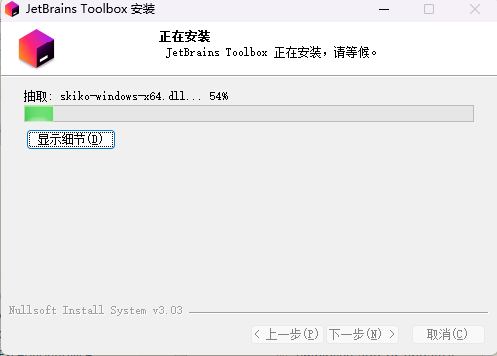 JetBrains Toolbox 安装
正在安装
JetBrains Toolbox 正在安装，请等候。
抽取: skiko-windows-x64.dll... 54%
显示细节(D)
Nullsoft Install System v3.03
< 上一步(P) 下一步(N) > 取消(C)